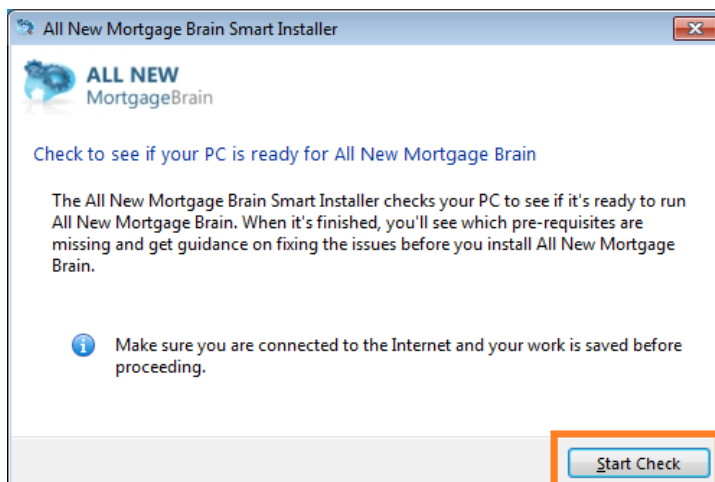 All New Mortgage Brain Smart Installer
ALL NEW
MortgageBrain
Check to see if your PC is ready for All New Mortgage Brain
The All New Mortgage Brain Smart Installer checks your PC to see if it's ready to run
All New Mortgage Brain. When it's finished, you'll see which pre-requisites are
missing and get guidance on fixing the issues before you install All New Mortgage
Brain.
Make sure you are connected to the Internet and your work is saved before
proceeding.
Start Check